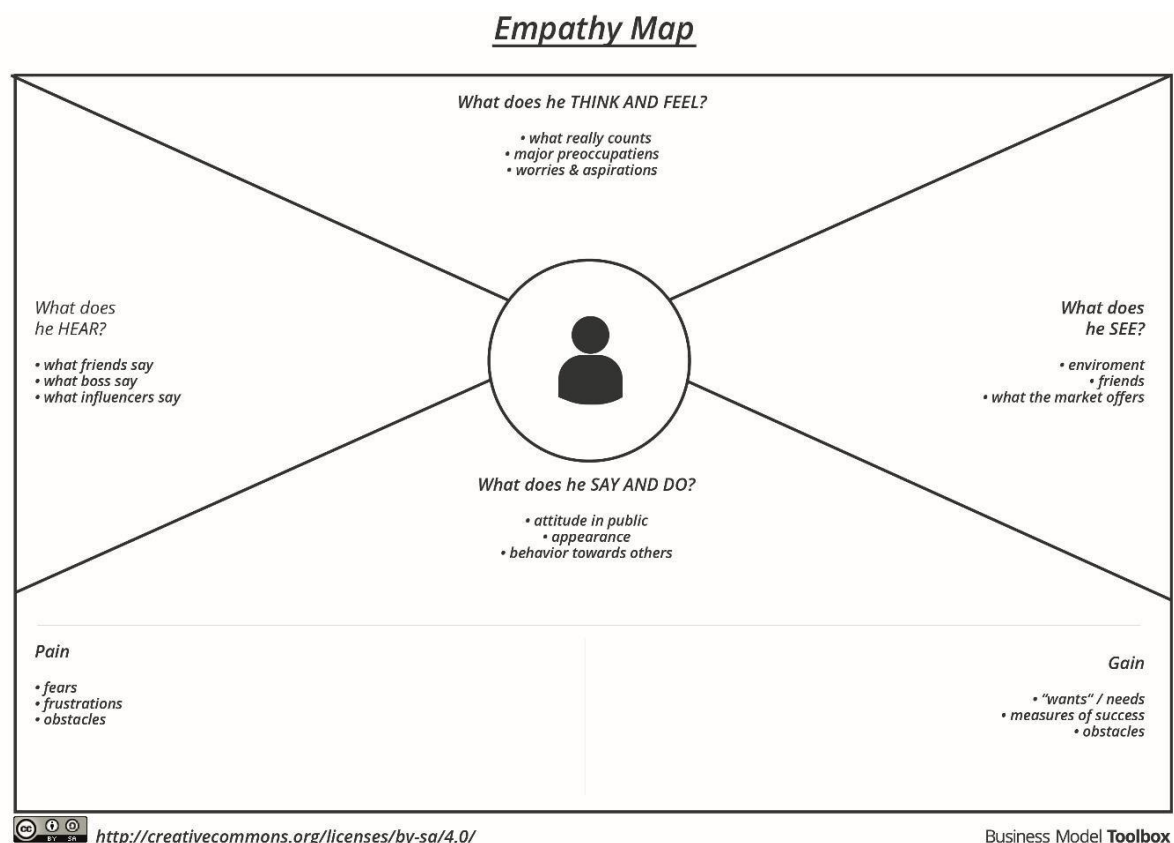 Empathy Map
What does he THINK AND FEEL?
• what really counts
• major preoccupatiens
• worries & aspirations
What does
he HEAR?
• what friends say
• what boss say
• what influencers say
What does
he SEE?
• enviroment
• friends
• what the market offers
What does he SAY AND DO?
• attitude in public
• appearance
• behavior towards others
Pain
• fears
• frustrations
• obstacles
Gain
• “wants“ / needs
• measures of success
• obstacles
cc BY SA
http://creativecommons.org/licenses/by-sa/4.0/
Business Model Toolbox